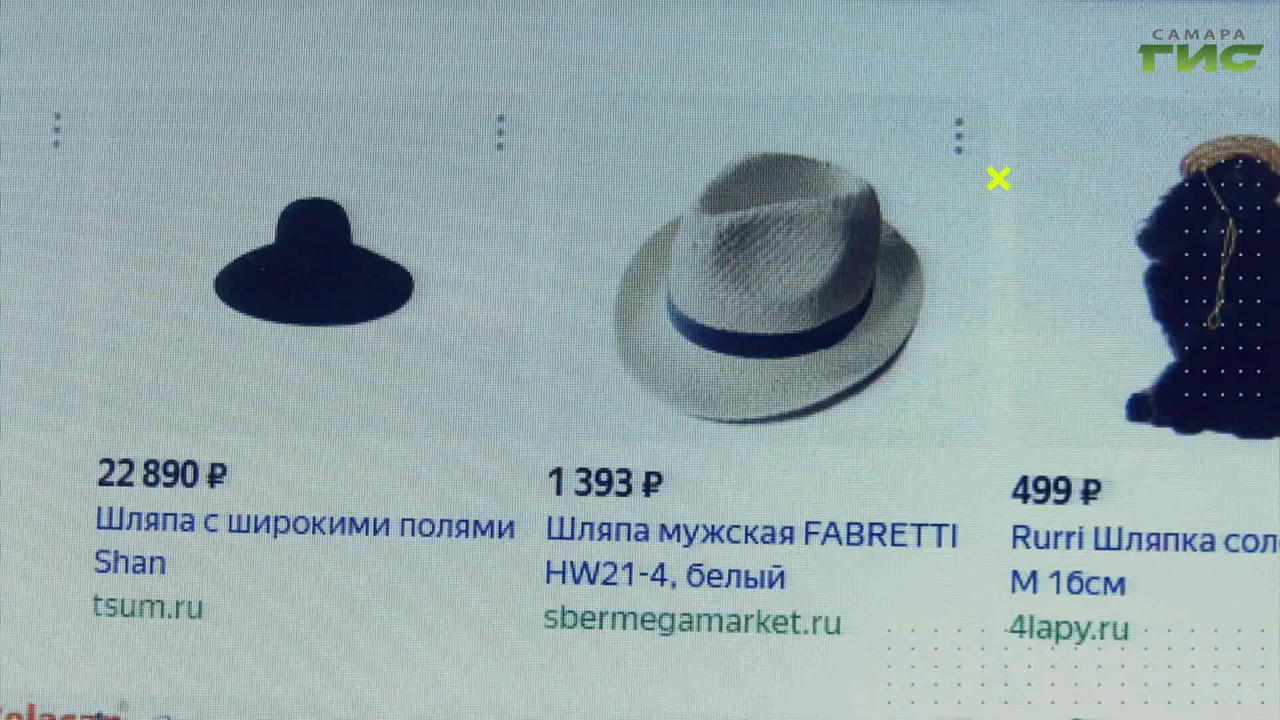 САМАРА
ГИС
22 890 ₽
Шляпа с широкими полями
Shan
tsum.ru
1 393 ₽
Шляпа мужская FABRETTI
HW21-4, белый
sbermegamarket.ru
499 ₽
Rurri Шляпка сол
М 16см
4lapy.ru